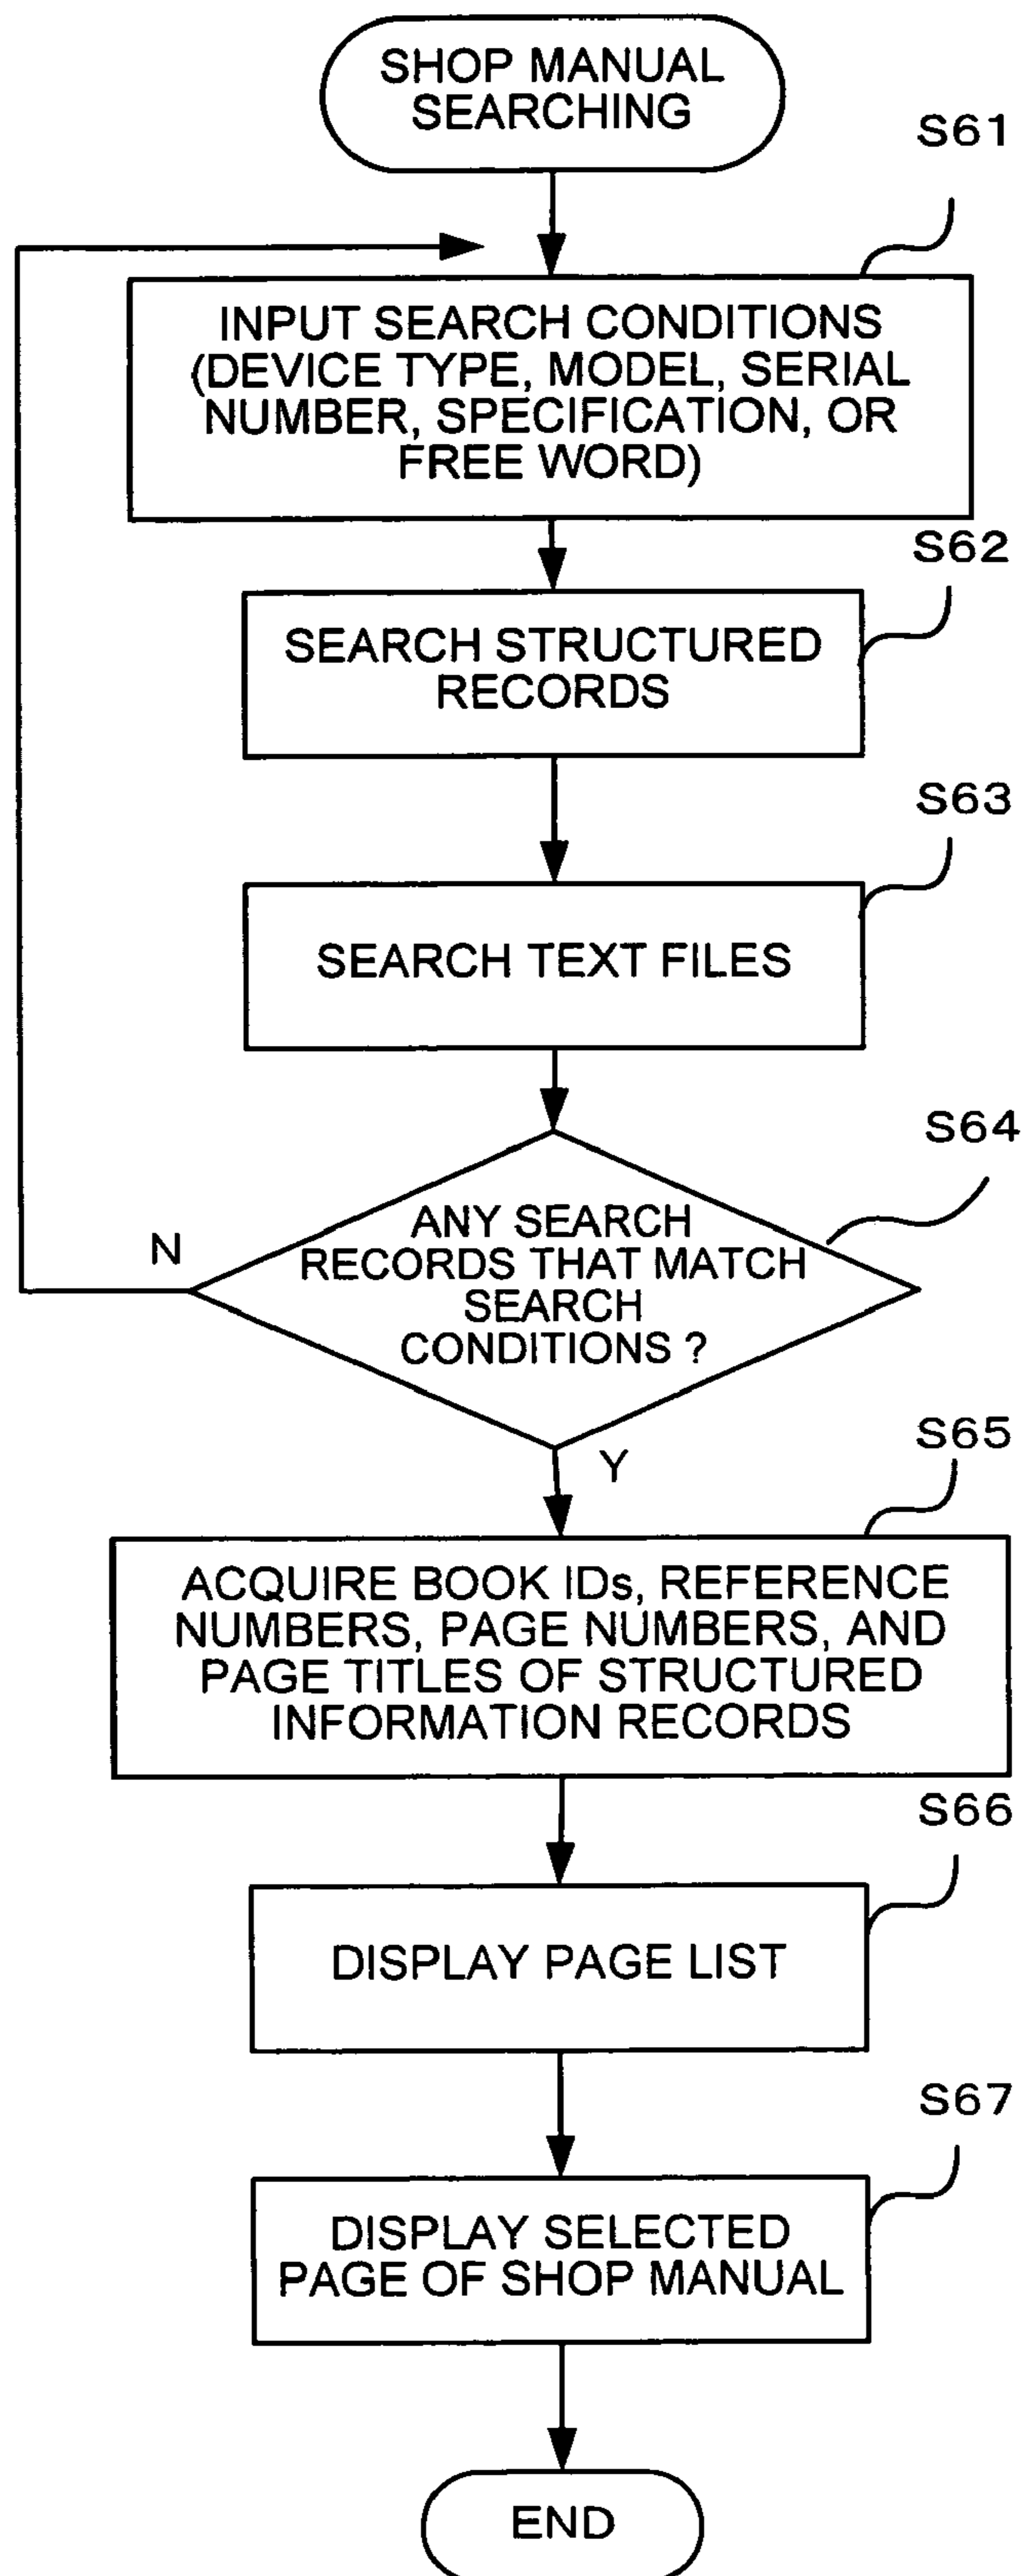 SHOP MANUAL
SEARCHING
S61
INPUT SEARCH CONDITIONS
(DEVICE TYPE, MODEL, SERIAL
NUMBER, SPECIFICATION, OR
FREE WORD)
S62
SEARCH STRUCTURED
RECORDS
S63
SEARCH TEXT FILES
S64
ANY SEARCH
RECORDS THAT MATCH
SEARCH
CONDITIONS ?
N
Y
S65
ACQUIRE BOOK IDs, REFERENCE
NUMBERS, PAGE NUMBERS, AND
PAGE TITLES OF STRUCTURED
INFORMATION RECORDS
S66
DISPLAY PAGE LIST
S67
DISPLAY SELECTED
PAGE OF SHOP MANUAL
END